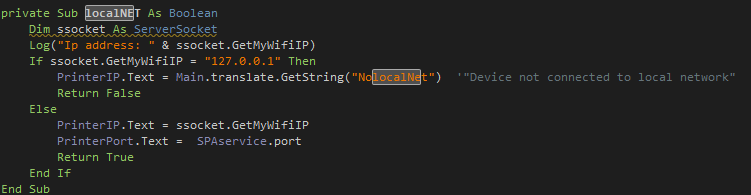 private Sub localNET As Boolean
Dim ssocket As ServerSocket
Log("Ip address: " & ssocket.GetMyWifiIP)
If ssocket.GetMyWifiIP = "127.0.0.1" Then
PrinterIP.Text = Main.translate.GetString("NolocalNet") '"Device not connected to local network"
Return False
Else
PrinterIP.Text = ssocket.GetMyWifiIP
PrinterPort.Text = SPAservice.port
Return True
End If
End Sub